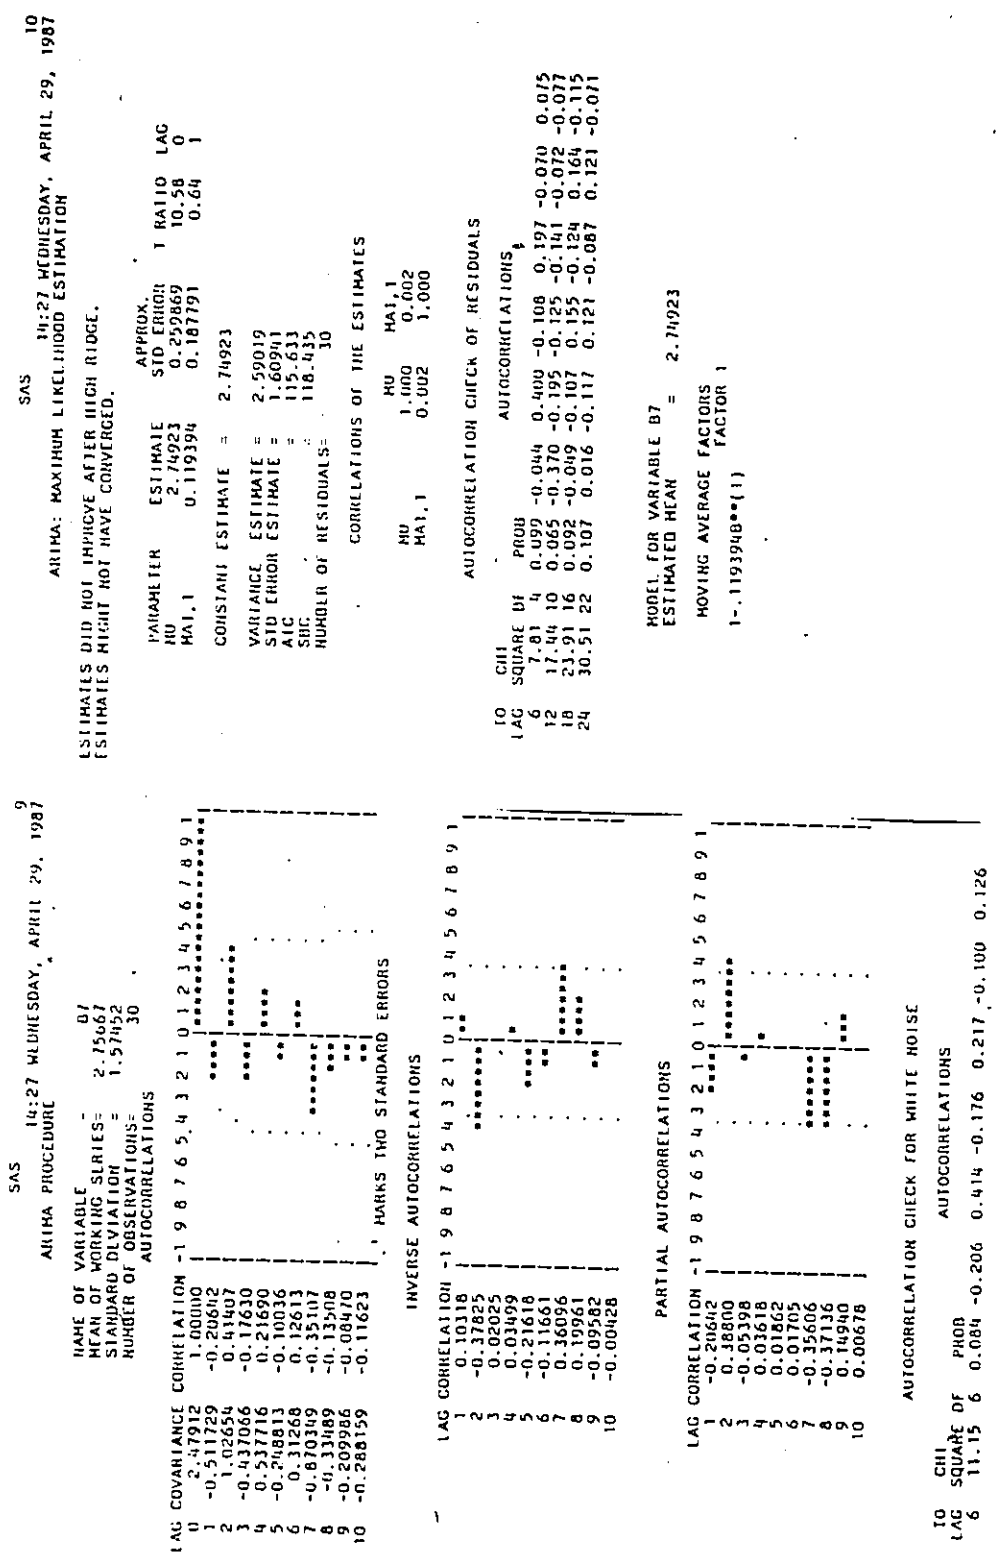 SAS 9
14:27 WEDNESDAY, APRIL 29, 1987
ARIMA PROCEDURE
NAME OF VARIABLE = B7
MEAN OF WORKING SERIES= 2.75667
STANDARD DEVIATION = 1.57452
NUMBER OF OBSERVATIONS= 30
AUTOCORRELATIONS
LAG COVARIANCE CORRELATION -1 9 8 7 6 5 4 3 2 1 0 1 2 3 4 5 6 7 8 9 1
0 2.47912 1.00000 | |********************|
1 -0.511729 -0.20642 | . ****| . |
2 1.02654 0.41407 | . |********. |
3 -0.437066 -0.17630 | . ****| . |
4 0.537716 0.21690 | . |**** . |
5 -0.248813 -0.10036 | . **| . |
6 0.31268 0.12613 | . |*** . |
7 -0.870349 -0.35107 | . *******| . |
8 -0.33489 -0.13508 | . ***| . |
9 -0.209986 -0.08470 | . **| . |
10 -0.288159 -0.11623 | . **| . |
'.' MARKS TWO STANDARD ERRORS
INVERSE AUTOCORRELATIONS
LAG CORRELATION -1 9 8 7 6 5 4 3 2 1 0 1 2 3 4 5 6 7 8 9 1
1 0.10318 | . |** . |
2 -0.37825 | ********| . |
3 0.02025 | . | . |
4 0.03499 | . |* . |
5 -0.21618 | . ****| . |
6 -0.11661 | . **| . |
7 0.36096 | . |******* |
8 0.19961 | . |**** . |
9 -0.09582 | . **| . |
10 -0.00428 | . | . |
PARTIAL AUTOCORRELATIONS
LAG CORRELATION -1 9 8 7 6 5 4 3 2 1 0 1 2 3 4 5 6 7 8 9 1
1 -0.20642 | . ****| . |
2 0.38800 | . |******** |
3 -0.05398 | . *| . |
4 0.03618 | . |* . |
5 0.01862 | . | . |
6 0.01705 | . | . |
7 -0.35606 | .*******| . |
8 -0.37136 | .*******| . |
9 0.14940 | . |*** . |
10 0.00678 | . | . |
AUTOCORRELATION CHECK FOR WHITE NOISE
TO CHI AUTOCORRELATIONS
LAG SQUARE DF PROB
6 11.15 6 0.084 -0.206 0.414 -0.176 0.217 -0.100 0.126
SAS 10
14:27 WEDNESDAY, APRIL 29, 1987
ARIMA: MAXIMUM LIKELIHOOD ESTIMATION
ESTIMATES DID NOT IMPROVE AFTER HIGH RIDGE.
ESTIMATES MIGHT NOT HAVE CONVERGED.
APPROX.
PARAMETER ESTIMATE STD ERROR T RATIO LAG
MU 2.74923 0.259869 10.58 0
MA1,1 0.119394 0.187791 0.64 1
CONSTANT ESTIMATE = 2.74923
VARIANCE ESTIMATE = 2.59019
STD ERROR ESTIMATE = 1.60941
AIC = 115.633
SBC = 118.435
NUMBER OF RESIDUALS= 30
CORRELATIONS OF THE ESTIMATES
MU MA1,1
MU 1.000 0.002
MA1,1 0.002 1.000
AUTOCORRELATION CHECK OF RESIDUALS
TO CHI AUTOCORRELATIONS
LAG SQUARE DF PROB
6 7.81 4 0.099 -0.044 0.400 -0.108 0.197 -0.070 0.075
12 17.44 10 0.065 -0.370 -0.195 -0.125 -0.141 -0.072 -0.077
18 23.91 16 0.092 -0.049 -0.107 0.155 -0.124 0.164 -0.115
24 30.51 22 0.107 0.016 -0.117 0.121 -0.087 0.121 -0.071
MODEL FOR VARIABLE B7
ESTIMATED MEAN = 2.74923
MOVING AVERAGE FACTORS
FACTOR 1
1-.119394B**(1)